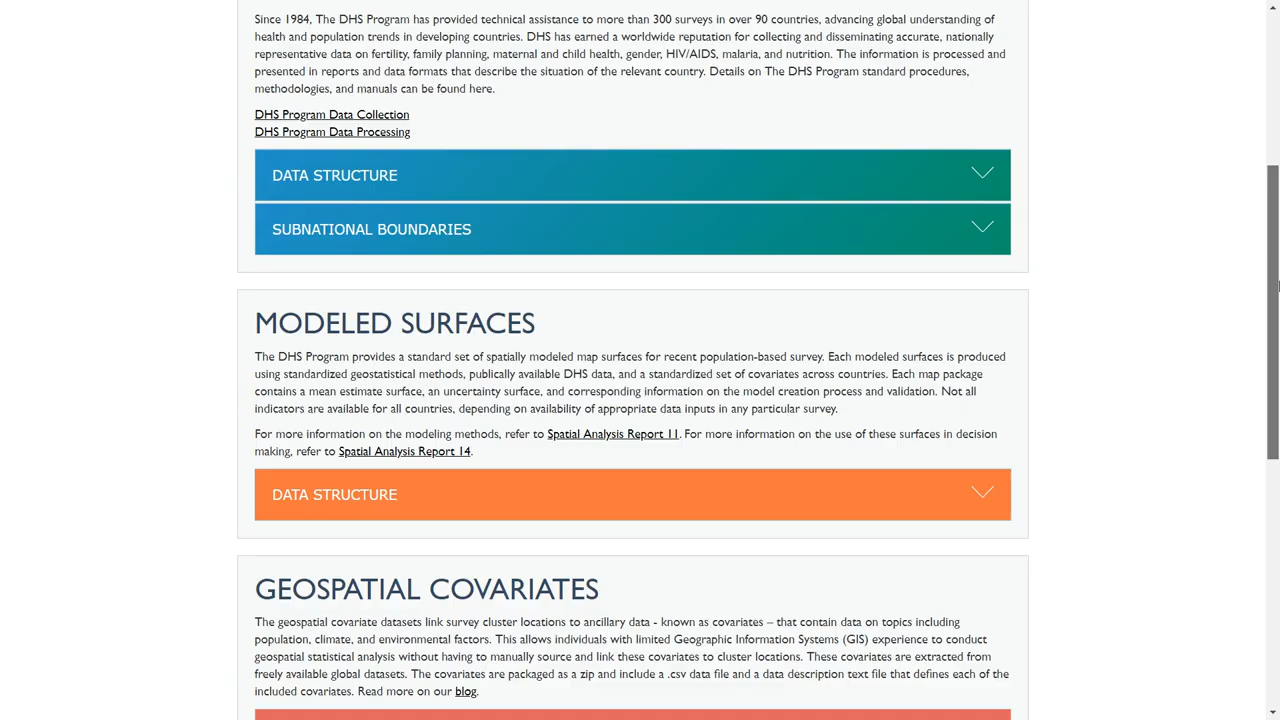 Since 1984, The DHS Program has provided technical assistance to more than 300 surveys in over 90 countries, advancing global understanding of
health and population trends in developing countries. DHS has earned a worldwide reputation for collecting and disseminating accurate, nationally
representative data on fertility, family planning, maternal and child health, gender, HIV/AIDS, malaria, and nutrition. The information is processed and
presented in reports and data formats that describe the situation of the relevant country. Details on The DHS Program standard procedures,
methodologies, and manuals can be found here.
DHS Program Data Collection
DHS Program Data Processing
DATA STRUCTURE
SUBNATIONAL BOUNDARIES
MODELED SURFACES
The DHS Program provides a standard set of spatially modeled map surfaces for recent population-based survey. Each modeled surfaces is produced
using standardized geostatistical methods, publically available DHS data, and a standardized set of covariates across countries. Each map package
contains a mean estimate surface, an uncertainty surface, and corresponding information on the model creation process and validation. Not all
indicators are available for all countries, depending on availability of appropriate data inputs in any particular survey.
For more information on the modeling methods, refer to Spatial Analysis Report 11. For more information on the use of these surfaces in decision
making, refer to Spatial Analysis Report 14.
DATA STRUCTURE
GEOSPATIAL COVARIATES
The geospatial covariate datasets link survey cluster locations to ancillary data - known as covariates – that contain data on topics including
population, climate, and environmental factors. This allows individuals with limited Geographic Information Systems (GIS) experience to conduct
geospatial statistical analysis without having to manually source and link these covariates to cluster locations. These covariates are extracted from
freely available global datasets. The covariates are packaged as a zip and include a .csv data file and a data description text file that defines each of the
included covariates. Read more on our blog.